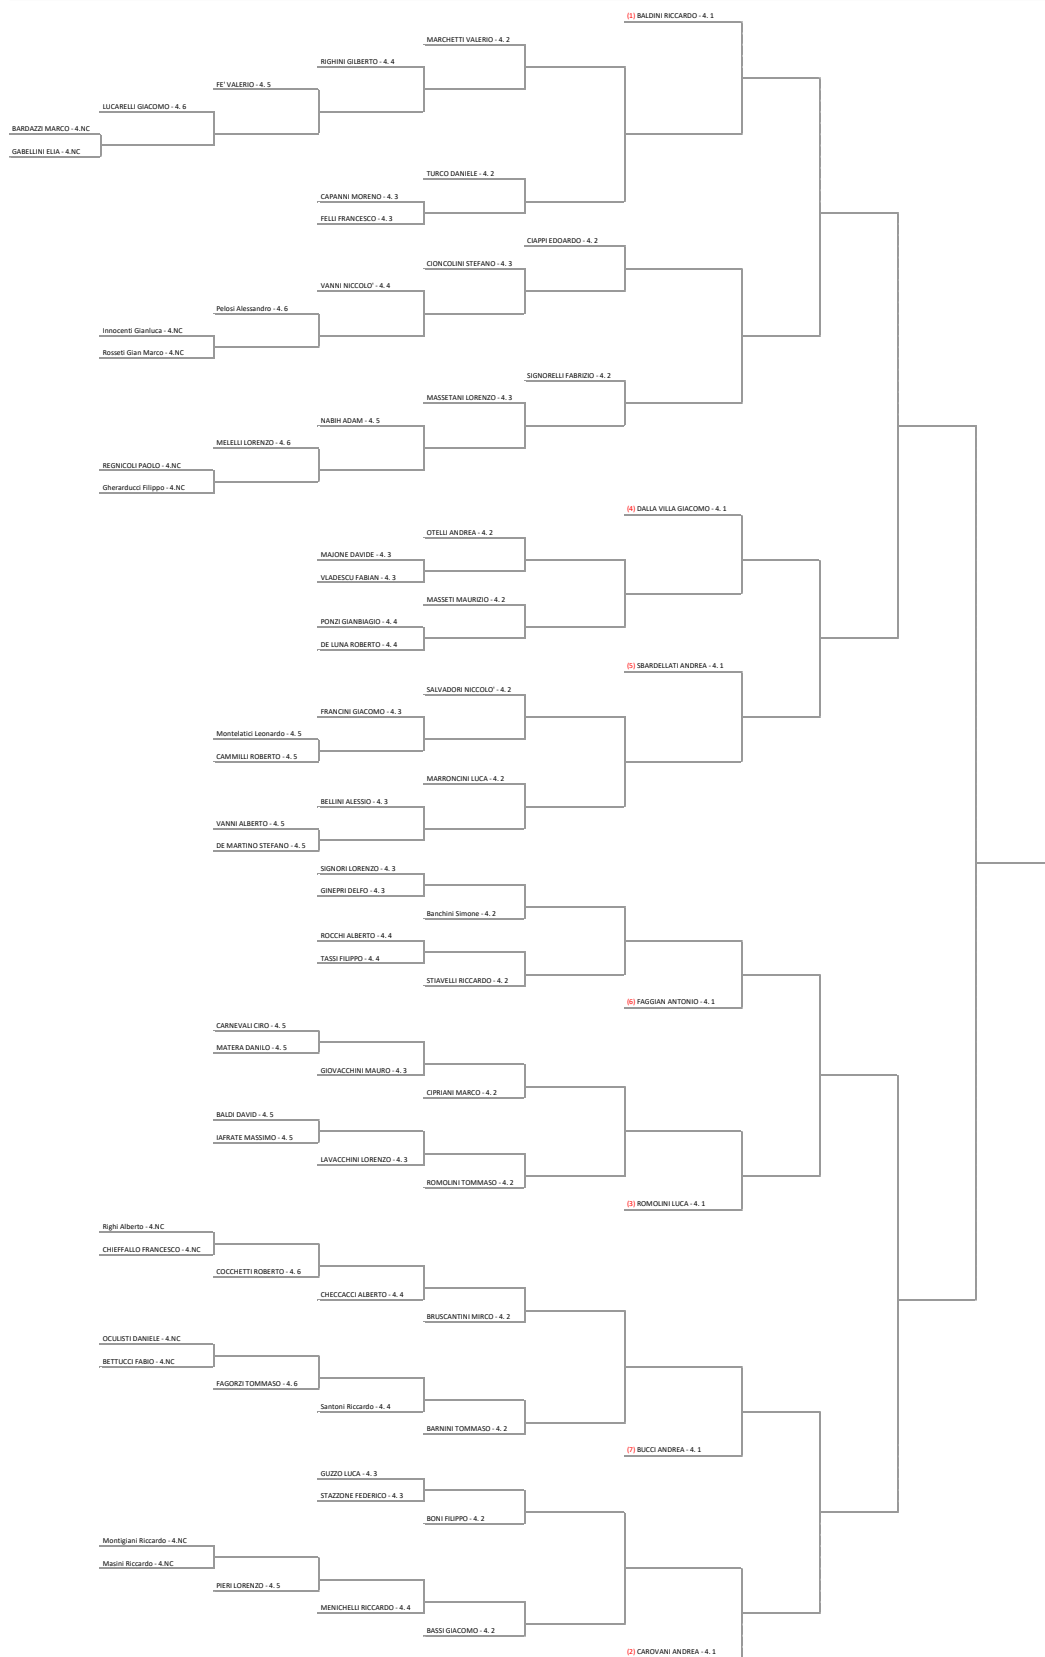 (1) BALDINI RICCARDO - 4. 1
MARCHETTI VALERIO - 4. 2
RIGHINI GILBERTO - 4. 4
FE' VALERIO - 4. 5
LUCARELLI GIACOMO - 4. 6
BARDAZZI MARCO - 4.NC
GABELLINI ELIA - 4.NC
TURCO DANIELE - 4. 2
CAPANNI MORENO - 4. 3
FELLI FRANCESCO - 4. 3
CIAPPI EDOARDO - 4. 2
CIONCOLINI STEFANO - 4. 3
VANNI NICCOLO' - 4. 4
Pelosi Alessandro - 4. 6
Innocenti Gianluca - 4.NC
Rosseti Gian Marco - 4.NC
SIGNORELLI FABRIZIO - 4. 2
MASSETANI LORENZO - 4. 3
NABIH ADAM - 4. 5
MELELLI LORENZO - 4. 6
REGNICOLI PAOLO - 4.NC
Gherarducci Filippo - 4.NC
(4) DALLA VILLA GIACOMO - 4. 1
OTELLI ANDREA - 4. 2
MAJONE DAVIDE - 4. 3
VLADESCU FABIAN - 4. 3
MASSETI MAURIZIO - 4. 2
PONZI GIANBIAGIO - 4. 4
DE LUNA ROBERTO - 4. 4
(5) SBARDELLATI ANDREA - 4. 1
SALVADORI NICCOLO' - 4. 2
FRANCINI GIACOMO - 4. 3
Montelatici Leonardo - 4. 5
CAMMILLI ROBERTO - 4. 5
MARRONCINI LUCA - 4. 2
BELLINI ALESSIO - 4. 3
VANNI ALBERTO - 4. 5
DE MARTINO STEFANO - 4. 5
SIGNORI LORENZO - 4. 3
GINEPRI DELFO - 4. 3
Banchini Simone - 4. 2
ROCCHI ALBERTO - 4. 4
TASSI FILIPPO - 4. 4
STIAVELLI RICCARDO - 4. 2
(6) FAGGIAN ANTONIO - 4. 1
CARNEVALI CIRO - 4. 5
MATERA DANILO - 4. 5
GIOVACCHINI MAURO - 4. 3
CIPRIANI MARCO - 4. 2
BALDI DAVID - 4. 5
IAFRATE MASSIMO - 4. 5
LAVACCHINI LORENZO - 4. 3
ROMOLINI TOMMASO - 4. 2
(3) ROMOLINI LUCA - 4. 1
Righi Alberto - 4.NC
CHIEFFALLO FRANCESCO - 4.NC
COCCHETTI ROBERTO - 4. 6
CHECCACCI ALBERTO - 4. 4
BRUSCANTINI MIRCO - 4. 2
OCULISTI DANIELE - 4.NC
BETTUCCI FABIO - 4.NC
FAGORZI TOMMASO - 4. 6
Santoni Riccardo - 4. 4
BARNINI TOMMASO - 4. 2
(7) BUCCI ANDREA - 4. 1
GUZZO LUCA - 4. 3
STAZZONE FEDERICO - 4. 3
BONI FILIPPO - 4. 2
Montigiani Riccardo - 4.NC
Masini Riccardo - 4.NC
PIERI LORENZO - 4. 5
MENICHELLI RICCARDO - 4. 4
BASSI GIACOMO - 4. 2
(2) CAROVANI ANDREA - 4. 1